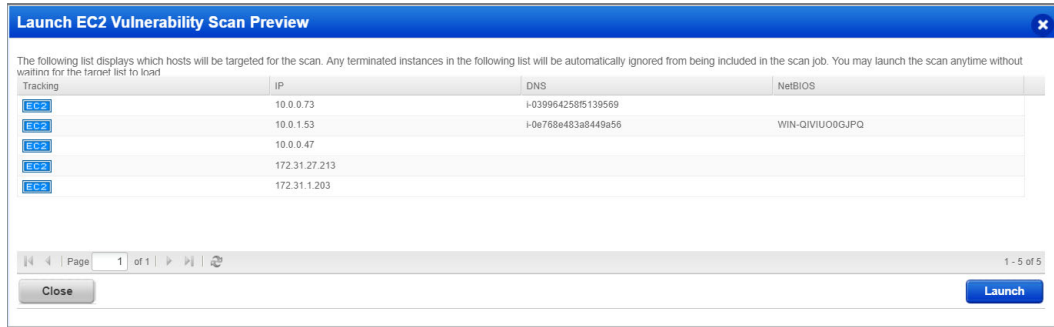 Launch EC2 Vulnerability Scan Preview
The following list displays which hosts will be targeted for the scan. Any terminated instances in the following list will be automatically ignored from being included in the scan job. You may launch the scan anytime without
waiting for the target list to load
Tracking IP DNS NetBIOS
EC2 10.0.0.73 i-039964258f5139569
EC2 10.0.1.53 i-0e768e483a8449a56 WIN-QIVIUO0GJPQ
EC2 10.0.0.47
EC2 172.31.27.213
EC2 172.31.1.203
Page 1 of 1 1 - 5 of 5
Close Launch